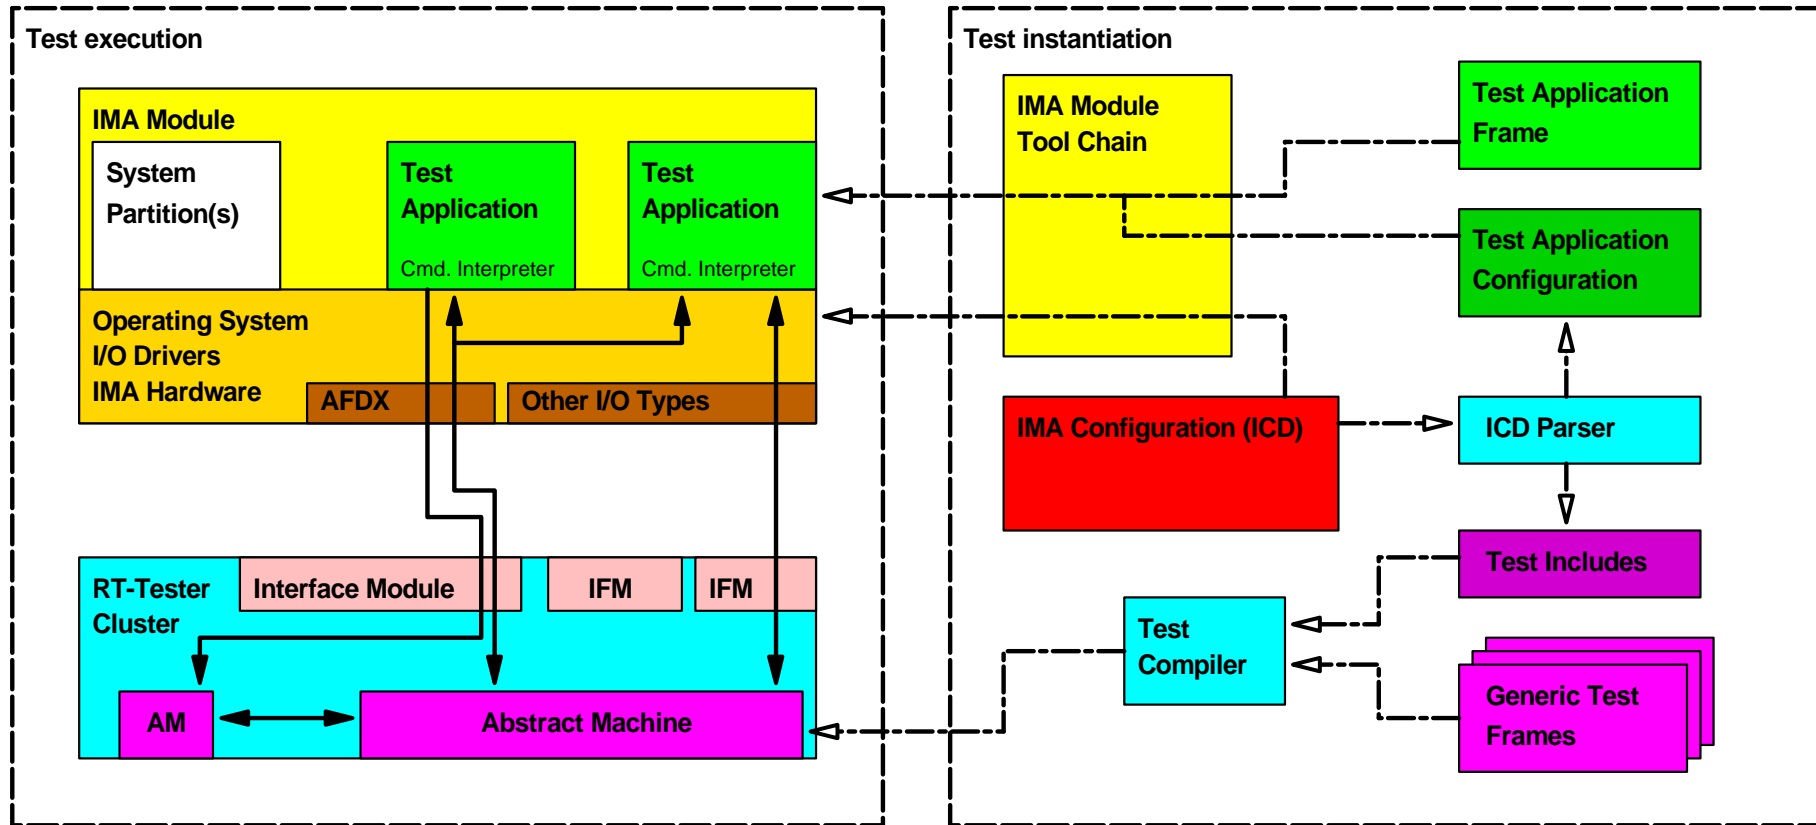 Test execution
IMA Module
System
Partition(s)
Test
Application
Cmd. Interpreter
Test
Application
Cmd. Interpreter
Operating System
I/O Drivers
IMA Hardware
AFDX
Other I/O Types
RT-Tester
Cluster
Interface Module
IFM
IFM
AM
Abstract Machine
Test instantiation
IMA Module
Tool Chain
Test Application
Frame
Test Application
Configuration
IMA Configuration (ICD)
ICD Parser
Test Includes
Test
Compiler
Generic Test
Frames